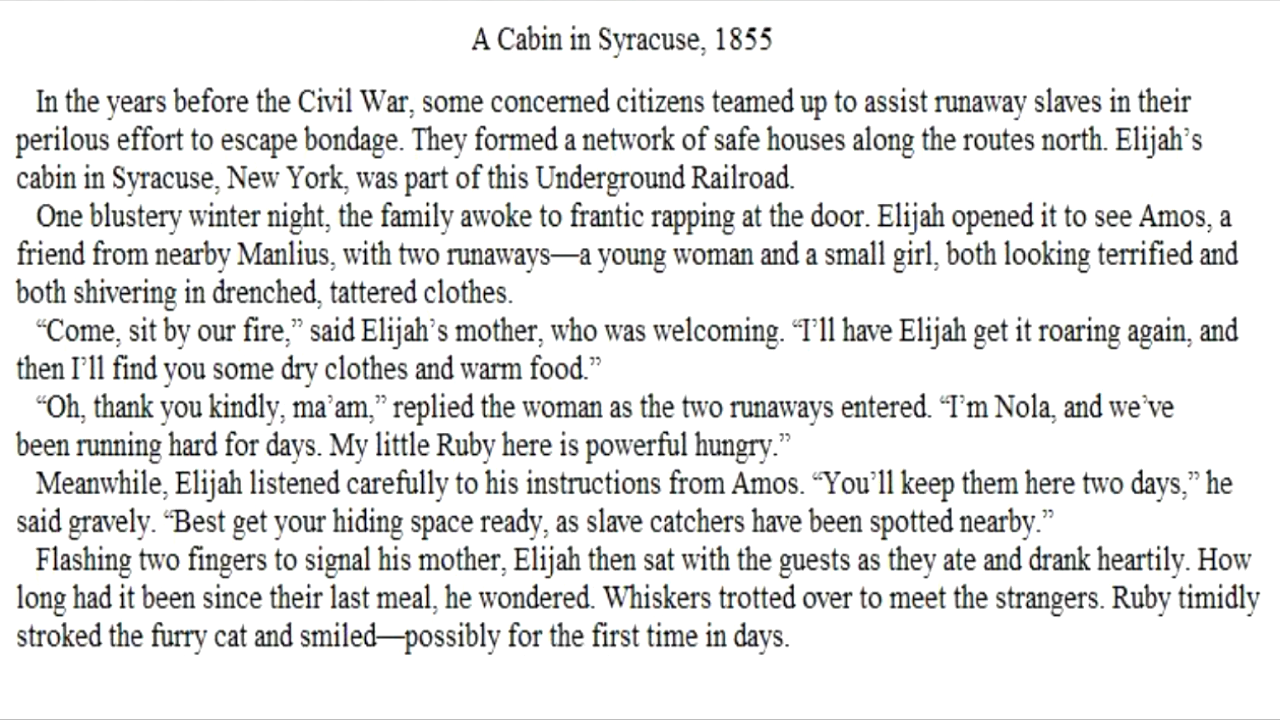 A Cabin in Syracuse, 1855
In the years before the Civil War, some concerned citizens teamed up to assist runaway slaves in their
perilous effort to escape bondage. They formed a network of safe houses along the routes north. Elijah’s
cabin in Syracuse, New York, was part of this Underground Railroad.
One blustery winter night, the family awoke to frantic rapping at the door. Elijah opened it to see Amos, a
friend from nearby Manlius, with two runaways—a young woman and a small girl, both looking terrified and
both shivering in drenched, tattered clothes.
“Come, sit by our fire,” said Elijah’s mother, who was welcoming. “I’ll have Elijah get it roaring again, and
then I’ll find you some dry clothes and warm food.”
“Oh, thank you kindly, ma’am,” replied the woman as the two runaways entered. “I’m Nola, and we’ve
been running hard for days. My little Ruby here is powerful hungry.”
Meanwhile, Elijah listened carefully to his instructions from Amos. “You’ll keep them here two days,” he
said gravely. “Best get your hiding space ready, as slave catchers have been spotted nearby.”
Flashing two fingers to signal his mother, Elijah then sat with the guests as they ate and drank heartily. How
long had it been since their last meal, he wondered. Whiskers trotted over to meet the strangers. Ruby timidly
stroked the furry cat and smiled—possibly for the first time in days.